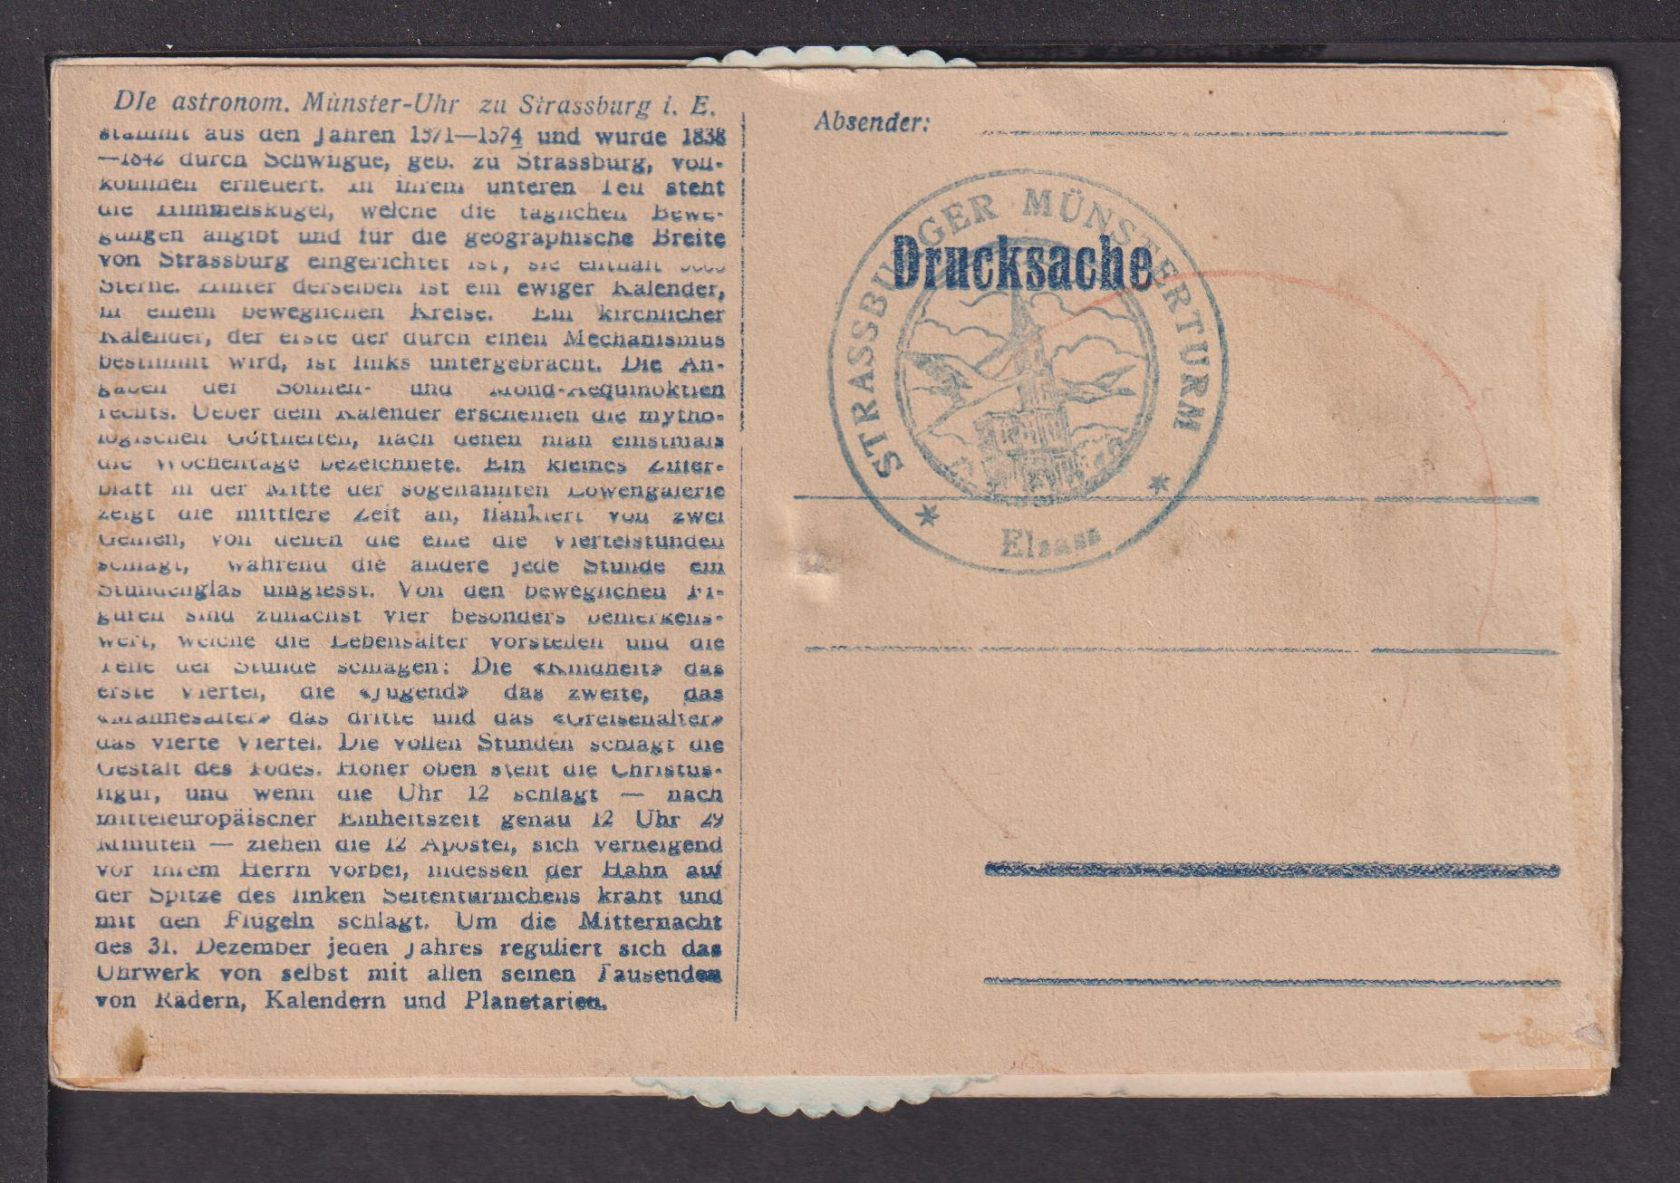 DIe astronom. Münster-Uhr zu Strassburg i. E.
stammt aus den Jahren 1571—1574 und wurde 1838
—1842 durch Schwilgue, geb. zu Strassburg, voll-
kommen erneuert. In ihrem unteren Teil steht
die Himmelskugel, welche die täglichen Bewe-
gungen angibt und für die geographische Breite
von Strassburg eingerichtet ist, sie enthält
Sterne. Hinter derselben ist ein ewiger Kalender,
in einem beweglichen Kreise. Ein kirchlicher
Kalender, der erste der durch einen Mechanismus
bestimmt wird, ist links untergebracht. Die An-
gaben der Sonnen- und Mond-Aequinoktien
rechts. Ueber dem Kalender erscheinen die mytho-
logischen Göttheiten, nach denen man einstmals
die Wochentage bezeichnete. Ein kleines Ziffer-
blatt in der Mitte der sogenannten Löwengalerie
zeigt die mittlere Zeit an, flankiert von zwei
Genien, von denen die eine die Viertelstunden
schlägt, während die andere jede Stunde ein
Stundenglas umgiesst. Von den beweglichen Fi-
guren sind zunächst vier besonders bemerkens-
wert, welche die Lebensalter vorstellen und die
Teile der Stunde schlagen: Die «Kindheit» das
erste Viertel, die «Jugend» das zweite, das
«Mannesalter» das dritte und das «Greisenalter»
das vierte Viertel. Die vollen Stunden schlägt die
Gestalt des Todes. Höher oben steht die Christus-
figur, und wenn die Uhr 12 schlägt — nach
mitteleuropäischer Einheitszeit genau 12 Uhr 29
Minuten — ziehen die 12 Apostel, sich verneigend
vor ihrem Herrn vorbei, indessen der Hahn auf
der Spitze des linken Seitentürmchens kräht und
mit den Flügeln schlägt. Um die Mitternacht
des 31. Dezember jeden Jahres reguliert sich das
Uhrwerk von selbst mit allen seinen Tausenden
von Rädern, Kalendern und Planetarien.
Absender:
STRASSBURGER MÜNSTERTURM
Drucksache
Elsass